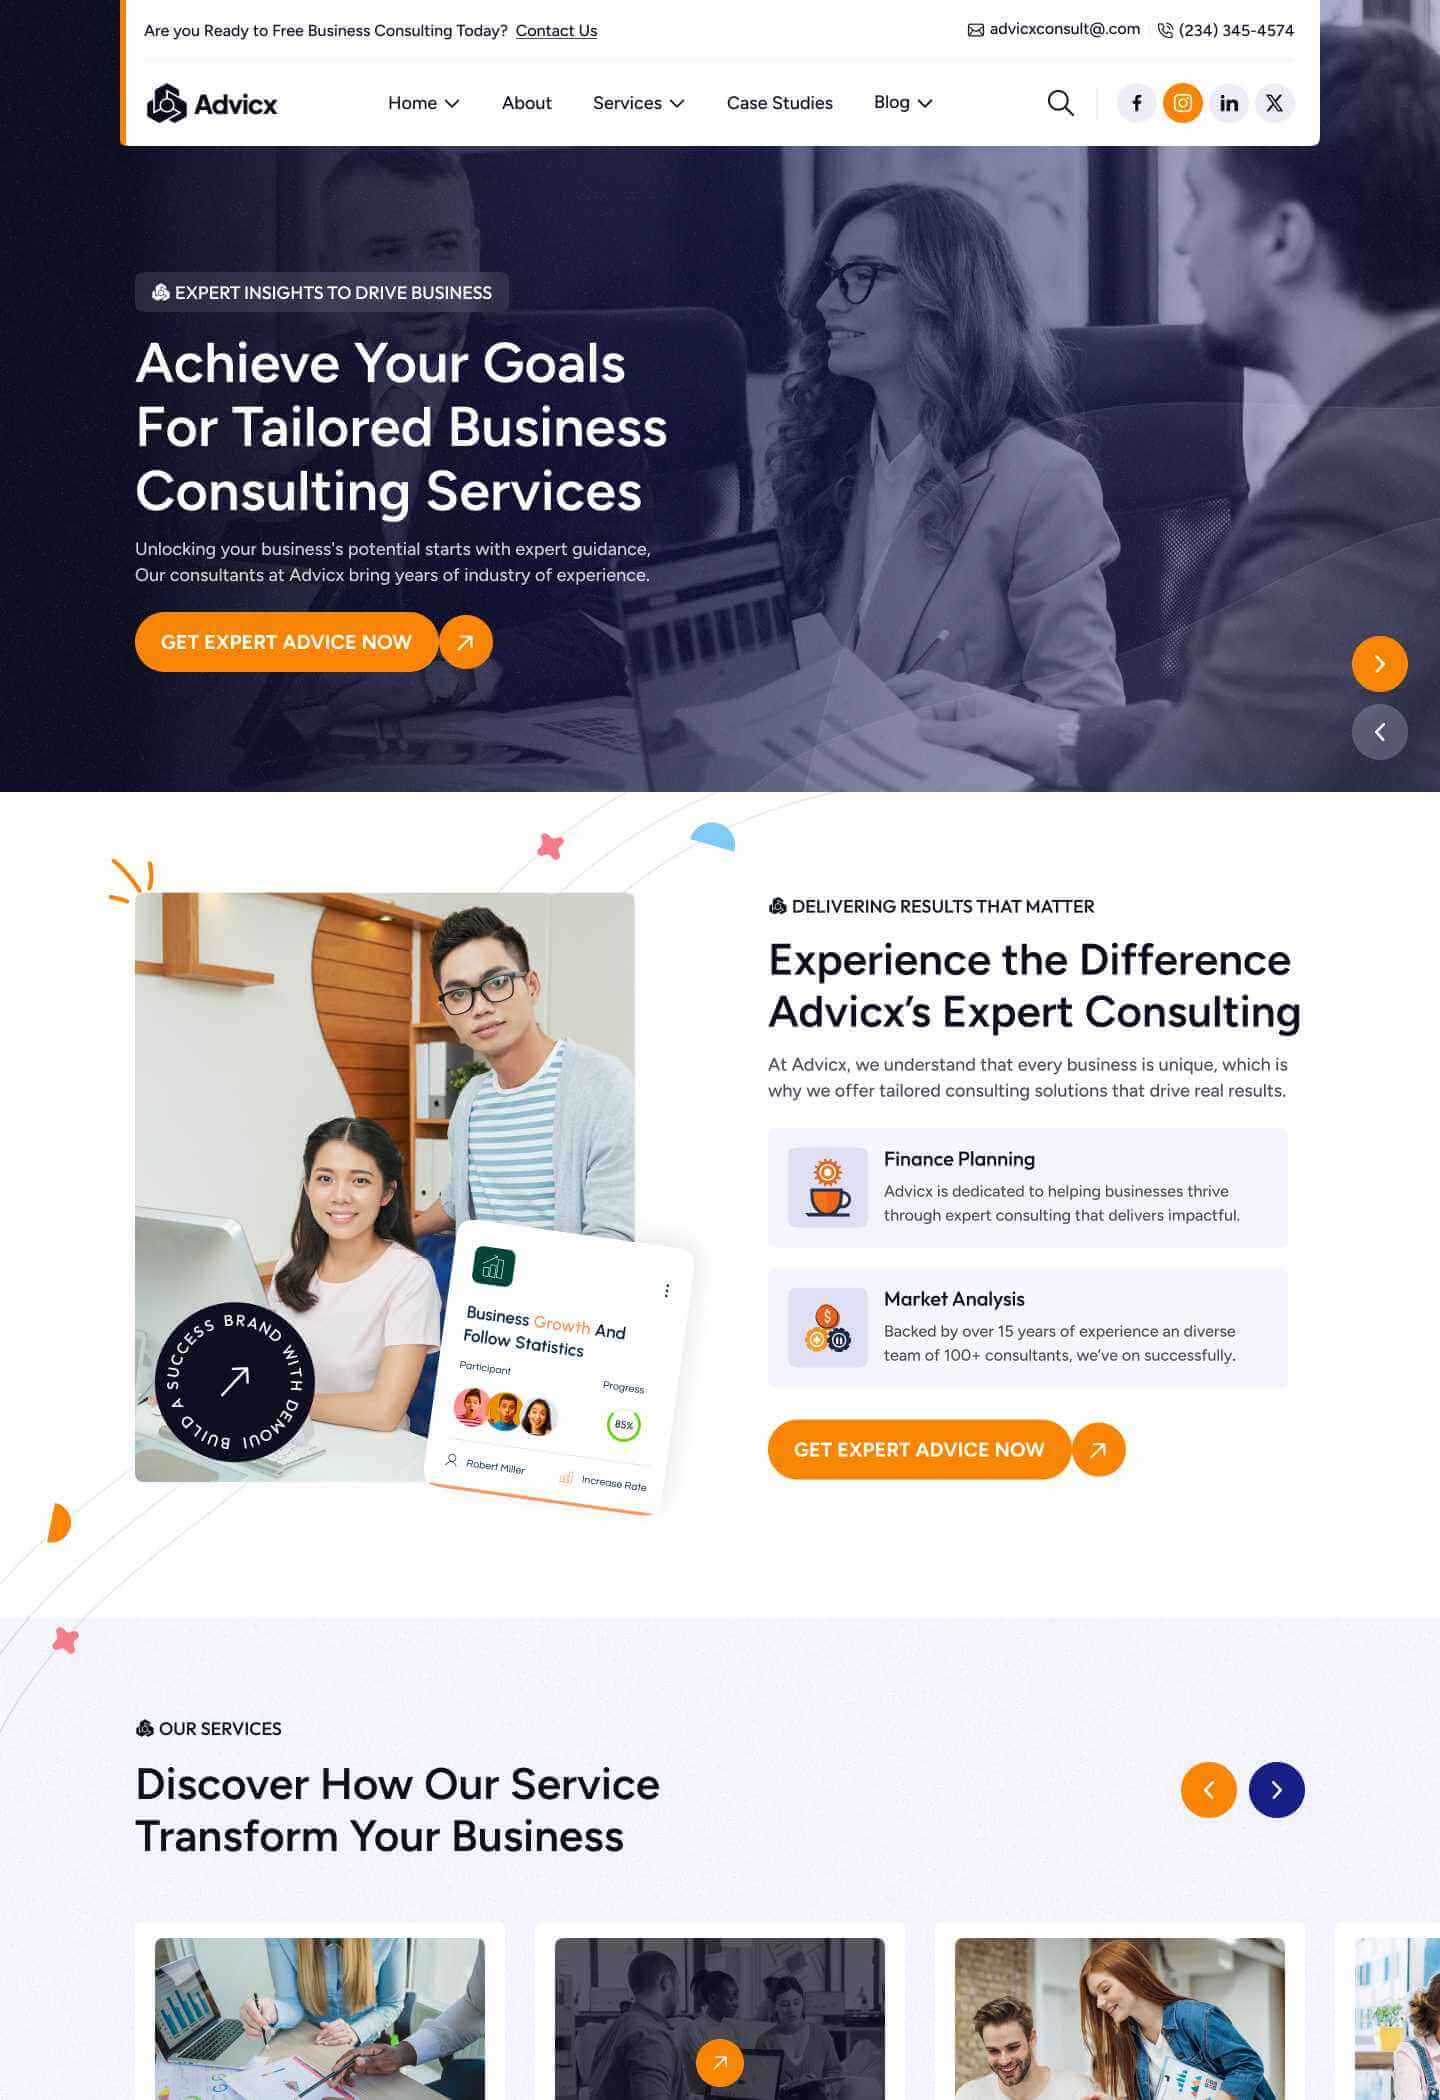 Are you Ready to Free Business Consulting Today? Contact Us
advicxconsult@.com
(234) 345-4574
Advicx
Home
About
Services
Case Studies
Blog
EXPERT INSIGHTS TO DRIVE BUSINESS
Achieve Your Goals
For Tailored Business
Consulting Services
Unlocking your business's potential starts with expert guidance,
Our consultants at Advicx bring years of industry of experience.
GET EXPERT ADVICE NOW
DELIVERING RESULTS THAT MATTER
Experience the Difference
Advicx’s Expert Consulting
At Advicx, we understand that every business is unique, which is
why we offer tailored consulting solutions that drive real results.
Finance Planning
Advicx is dedicated to helping businesses thrive
through expert consulting that delivers impactful.
Market Analysis
Backed by over 15 years of experience an diverse
team of 100+ consultants, we’ve on successfully.
GET EXPERT ADVICE NOW
BUILD A SUCCESS BRAND WITH DEMOUI
Business Growth And
Follow Statistics
Participant
Progress
85%
Robert Miller
Increase Rate
OUR SERVICES
Discover How Our Service
Transform Your Business